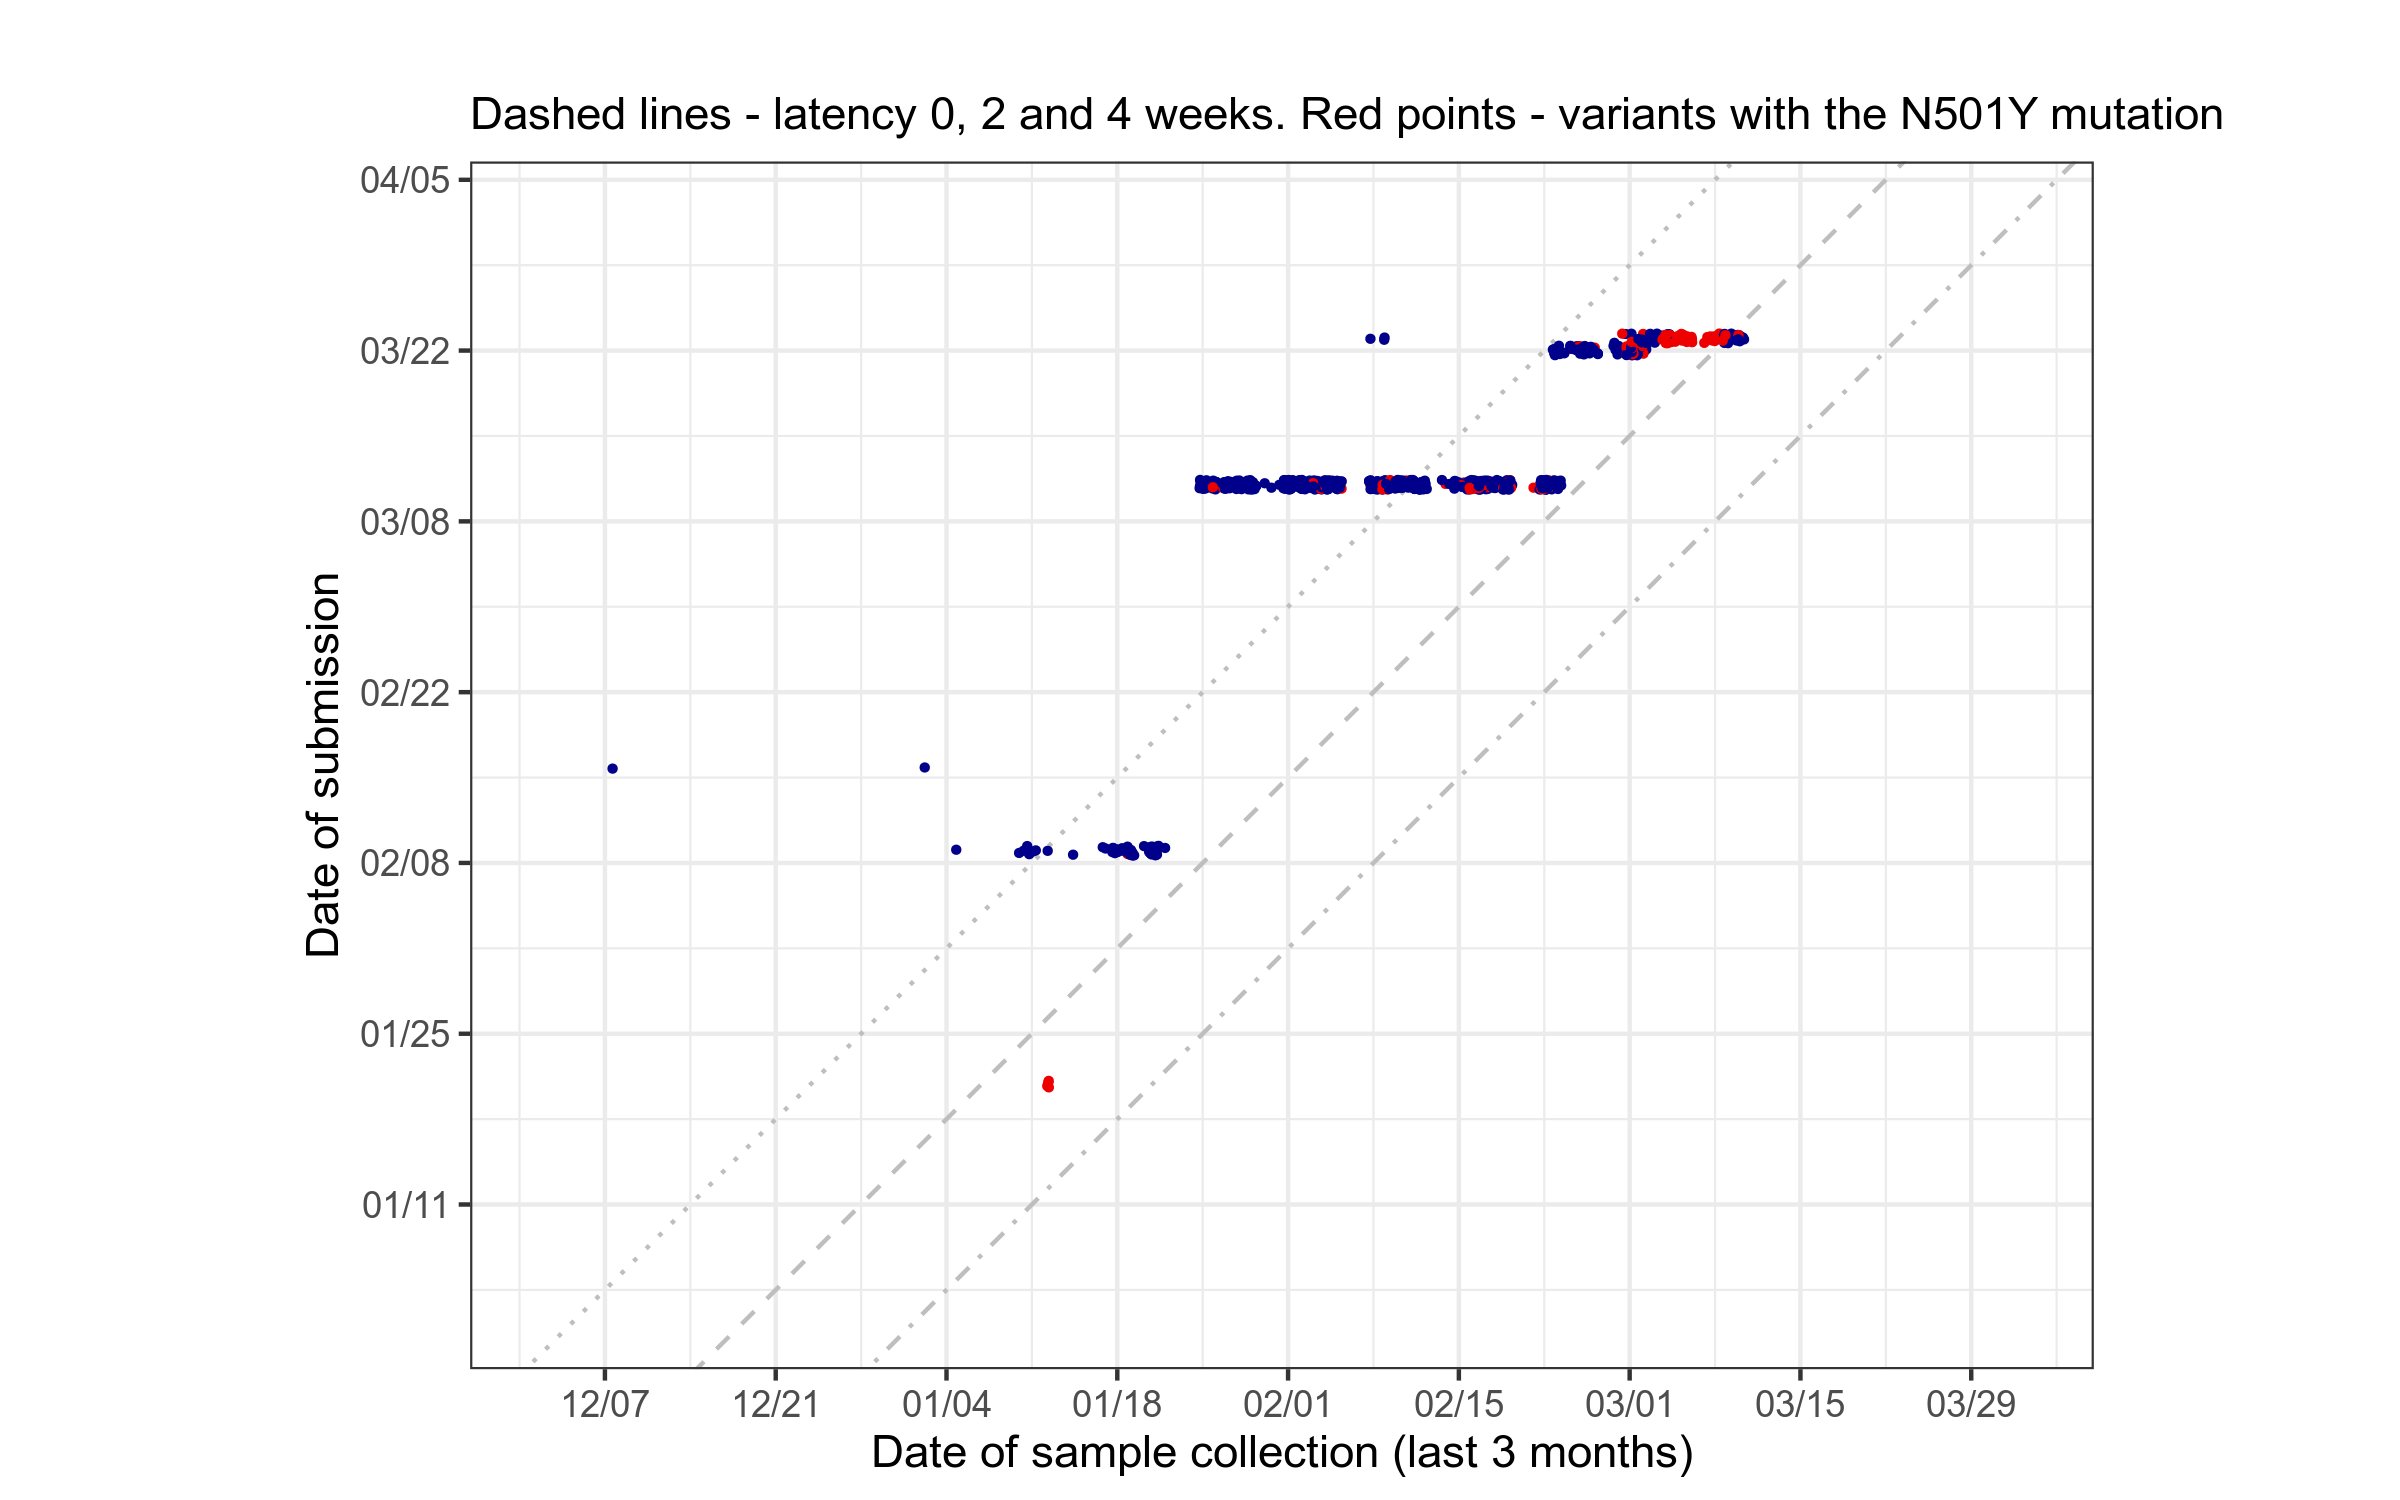 Dashed lines - latency 0, 2 and 4 weeks. Red points - variants with the N501Y mutation
04/05
03/22
03/08
02/22
02/08
01/25
01/11
Date of submission
12/07 12/21 01/04 01/18 02/01 02/15 03/01 03/15 03/29
Date of sample collection (last 3 months)